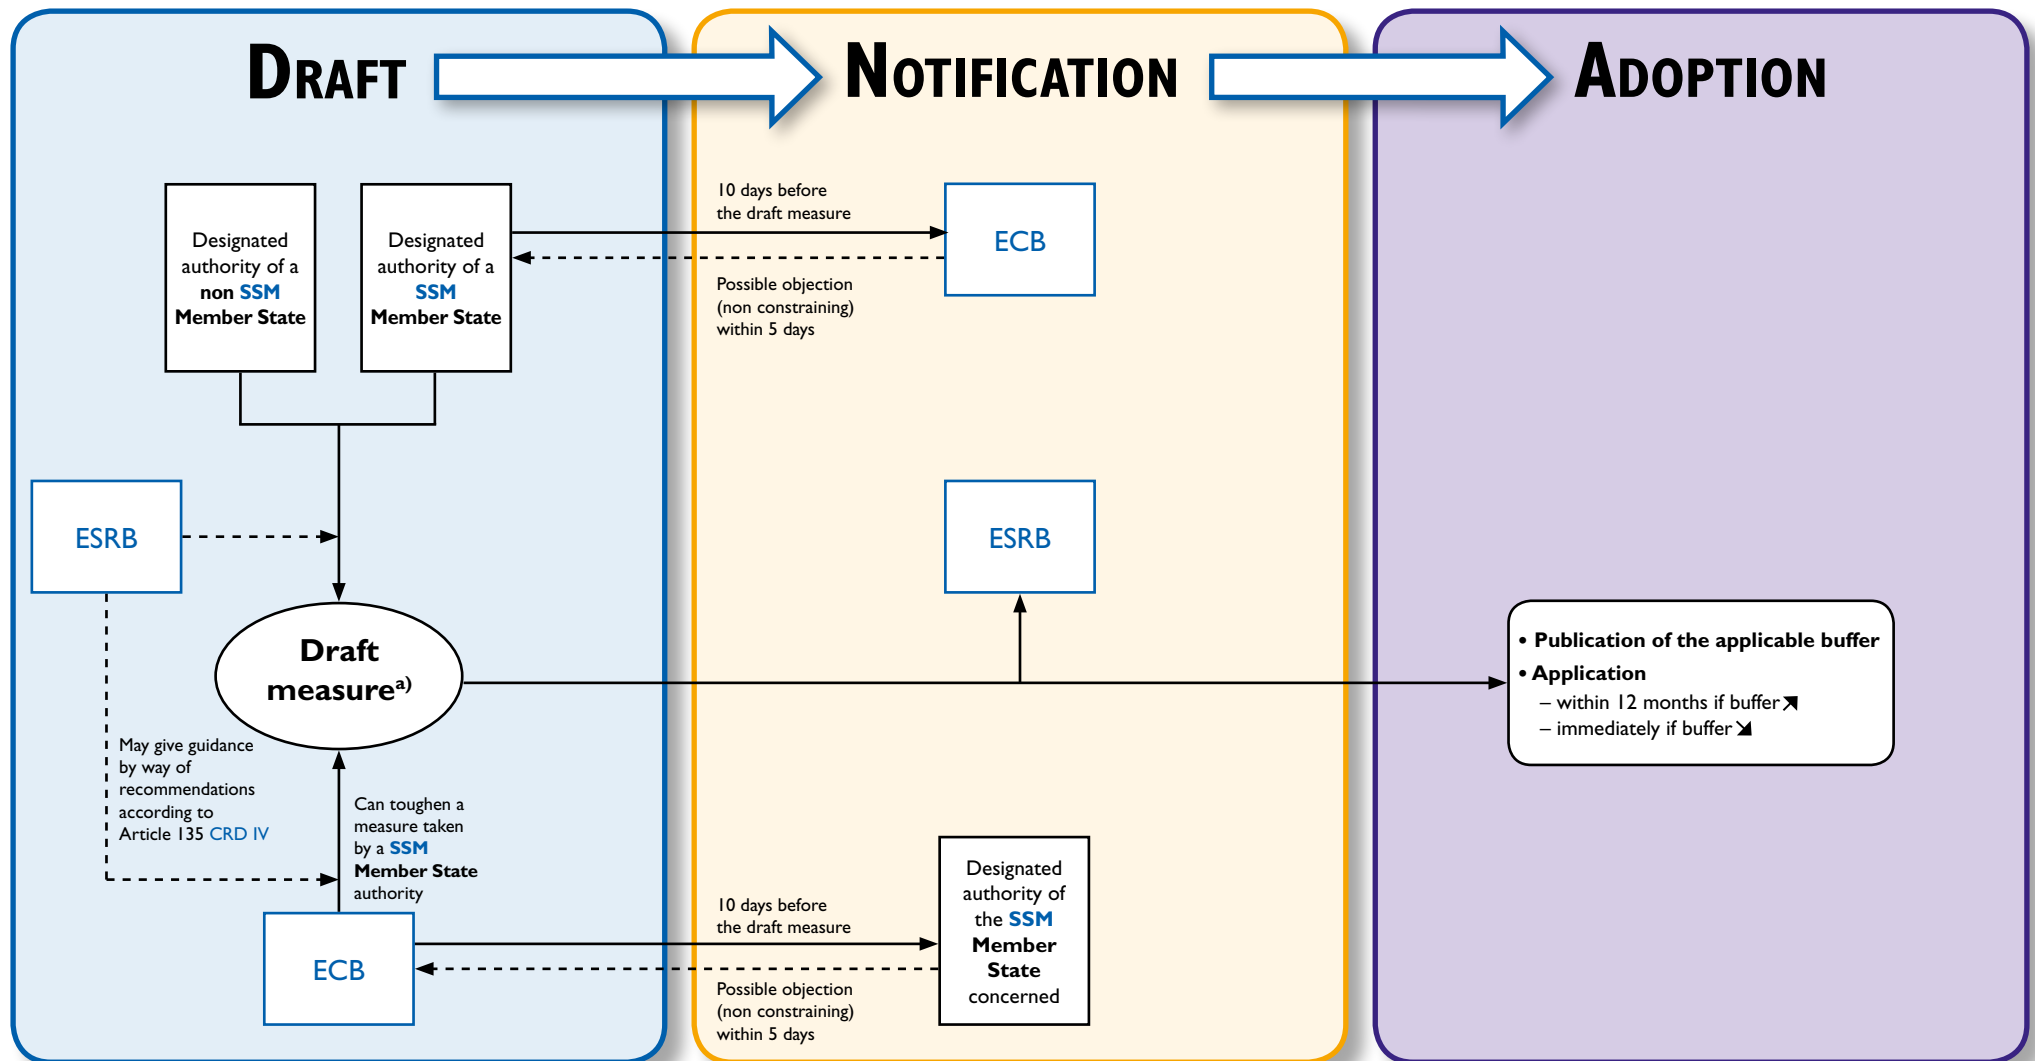 DRAFT
NOTIFICATION
ADOPTION
Designated
authority of a
non SSM
Member State
Designated
authority of a
SSM
Member State
10 days before
the draft measure
Possible objection
(non constraining)
within 5 days
ECB
ESRB
ESRB
Draft
measureᵃ⁾
• Publication of the applicable buffer
• Application
– within 12 months if buffer ↗
– immediately if buffer ↘
May give guidance
by way of
recommendations
according to
Article 135 CRD IV
Can toughen a
measure taken
by a SSM
Member State
authority
ECB
10 days before
the draft measure
Possible objection
(non constraining)
within 5 days
Designated
authority of
the SSM
Member
State
concerned